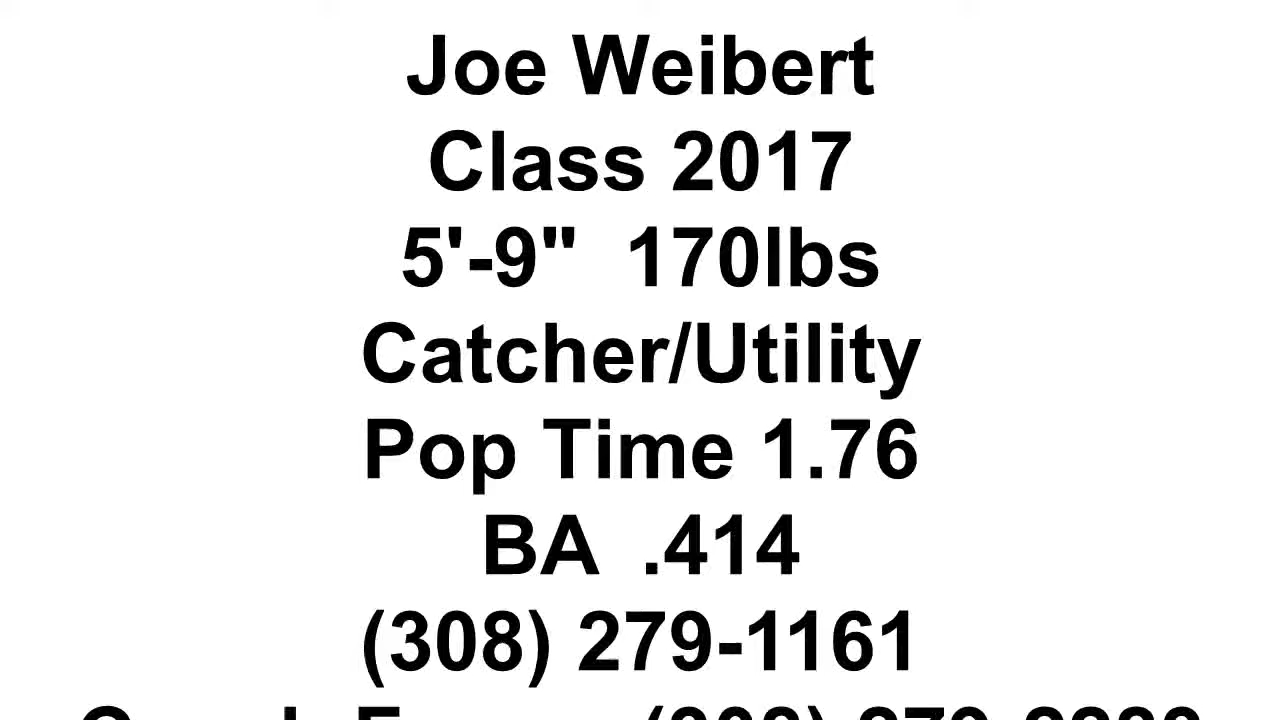 Joe Weibert
Class 2017
5'-9" 170lbs
Catcher/Utility
Pop Time 1.76
BA .414
(308) 279-1161